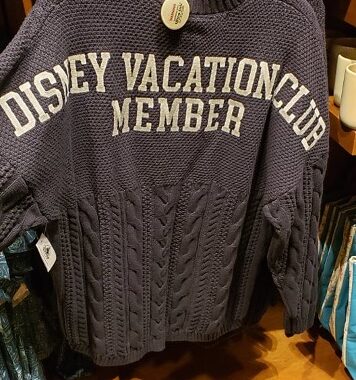 DISNEY VACATION CLUB
MEMBER